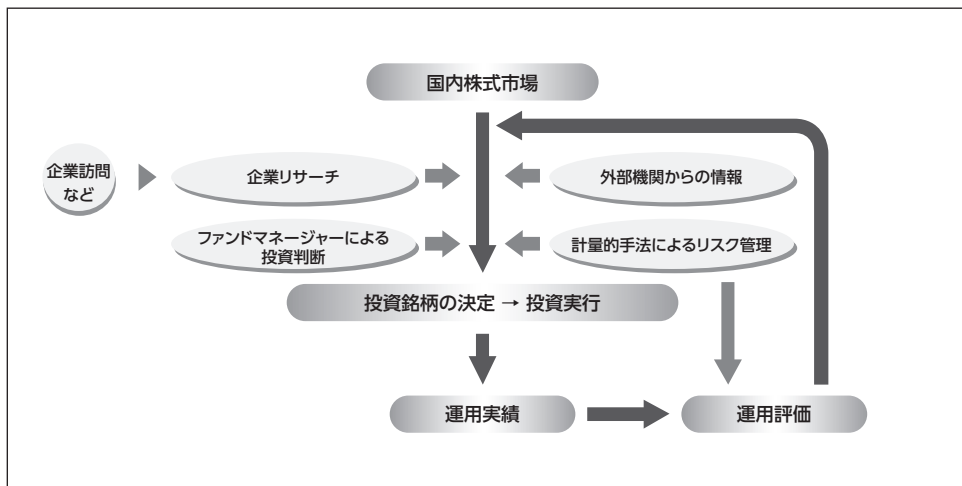 国内株式市場
企業訪問
など
企業リサーチ
外部機関からの情報
ファンドマネージャーによる
投資判断
計量的手法によるリスク管理
投資銘柄の決定 → 投資実行
運用実績
運用評価